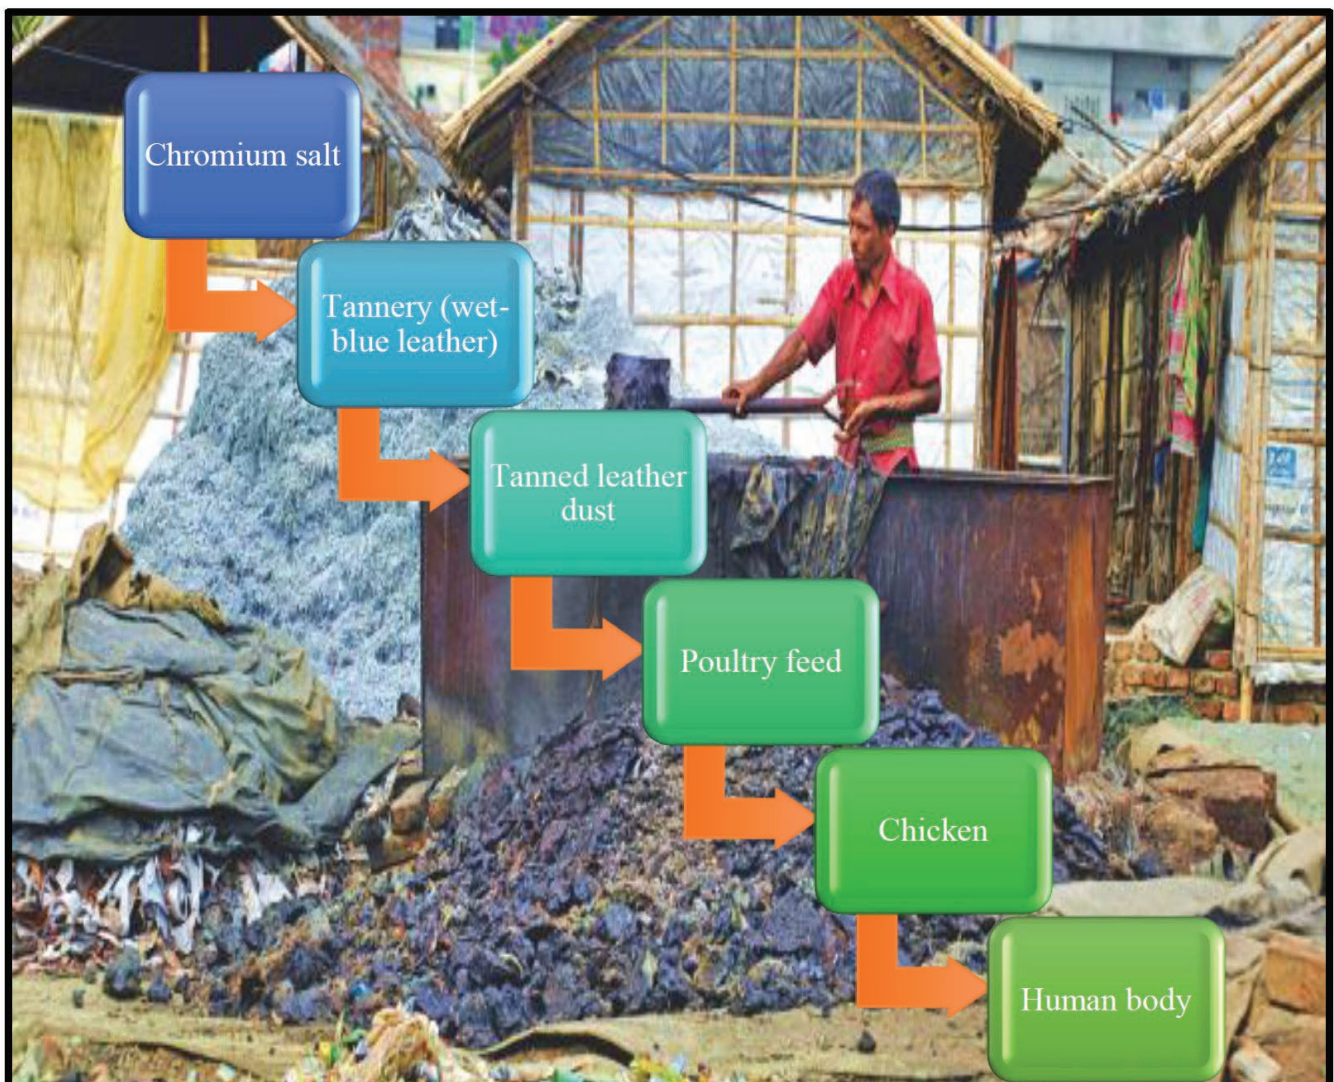 Chromium salt
Tannery (wet-
blue leather)
Tanned leather
dust
Poultry feed
Chicken
Human body